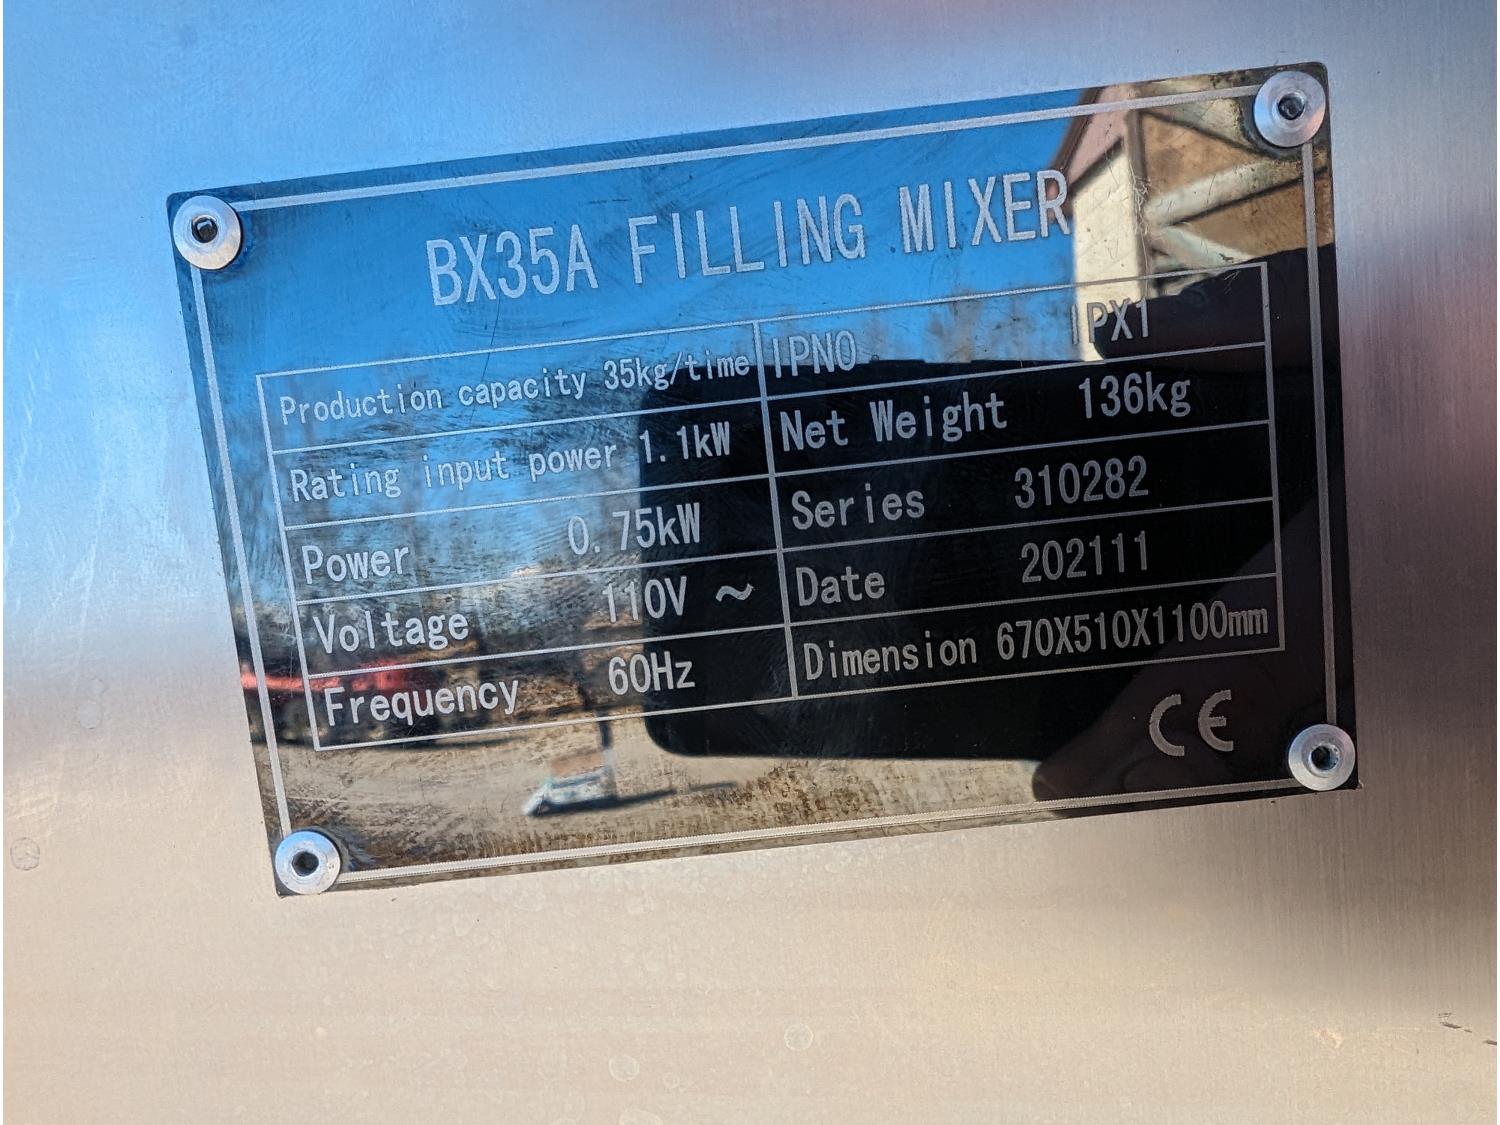 BX35A FILLING MIXER
Production capacity 35kg/time IPNO IPX1
Rating input power 1.1kW Net Weight 136kg
Power 0.75kW Series 310282
Voltage 110V ~ Date 202111
Frequency 60Hz Dimension 670X510X1100mm
CE